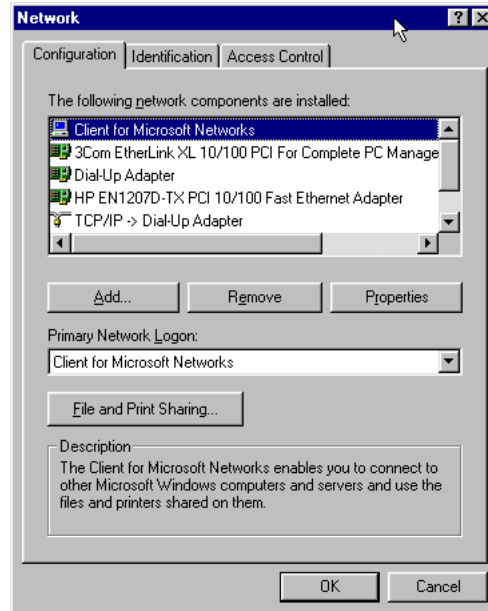 Network
Configuration Identification Access Control
The following network components are installed:
Client for Microsoft Networks
3Com EtherLink XL 10/100 PCI For Complete PC Manage
Dial-Up Adapter
HP EN1207D-TX PCI 10/100 Fast Ethernet Adapter
TCP/IP -> Dial-Up Adapter
Add... Remove Properties
Primary Network Logon:
Client for Microsoft Networks
File and Print Sharing...
Description
The Client for Microsoft Networks enables you to connect to
other Microsoft Windows computers and servers and use the
files and printers shared on them.
OK Cancel